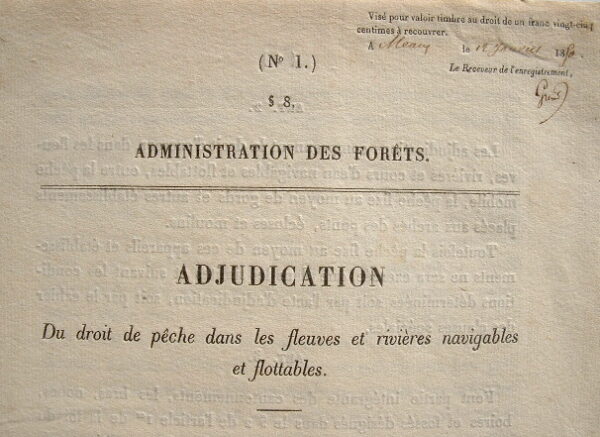 Visé pour valoir timbre au droit de un franc vingt-cinq
centimes à recouvrer.
A le 12 janvier 18
Le Receveur de l'enregistrement,
(No 1.)
§ 8,
ADMINISTRATION DES FORÊTS.
ADJUDICATION
Du droit de pêche dans les fleuves et rivières navigables
et flottables.